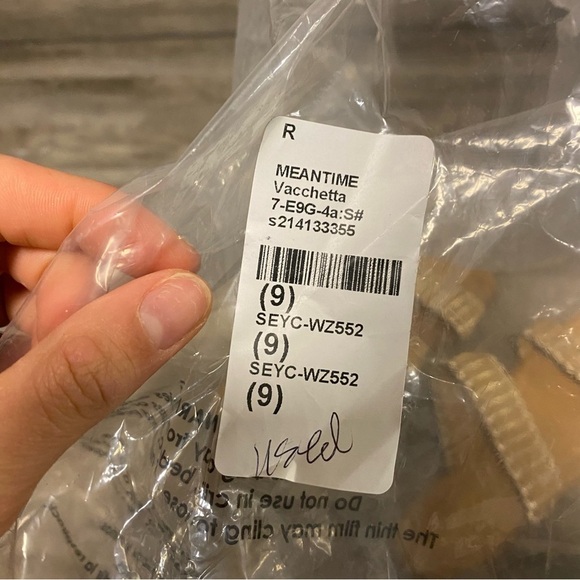 R
MEANTIME
Vacchetta
7-E9G-4a:S#
s214133355
(9)
SEYC-WZ552
(9)
SEYC-WZ552
(9)
used
Do not use in
The thin film may cling to